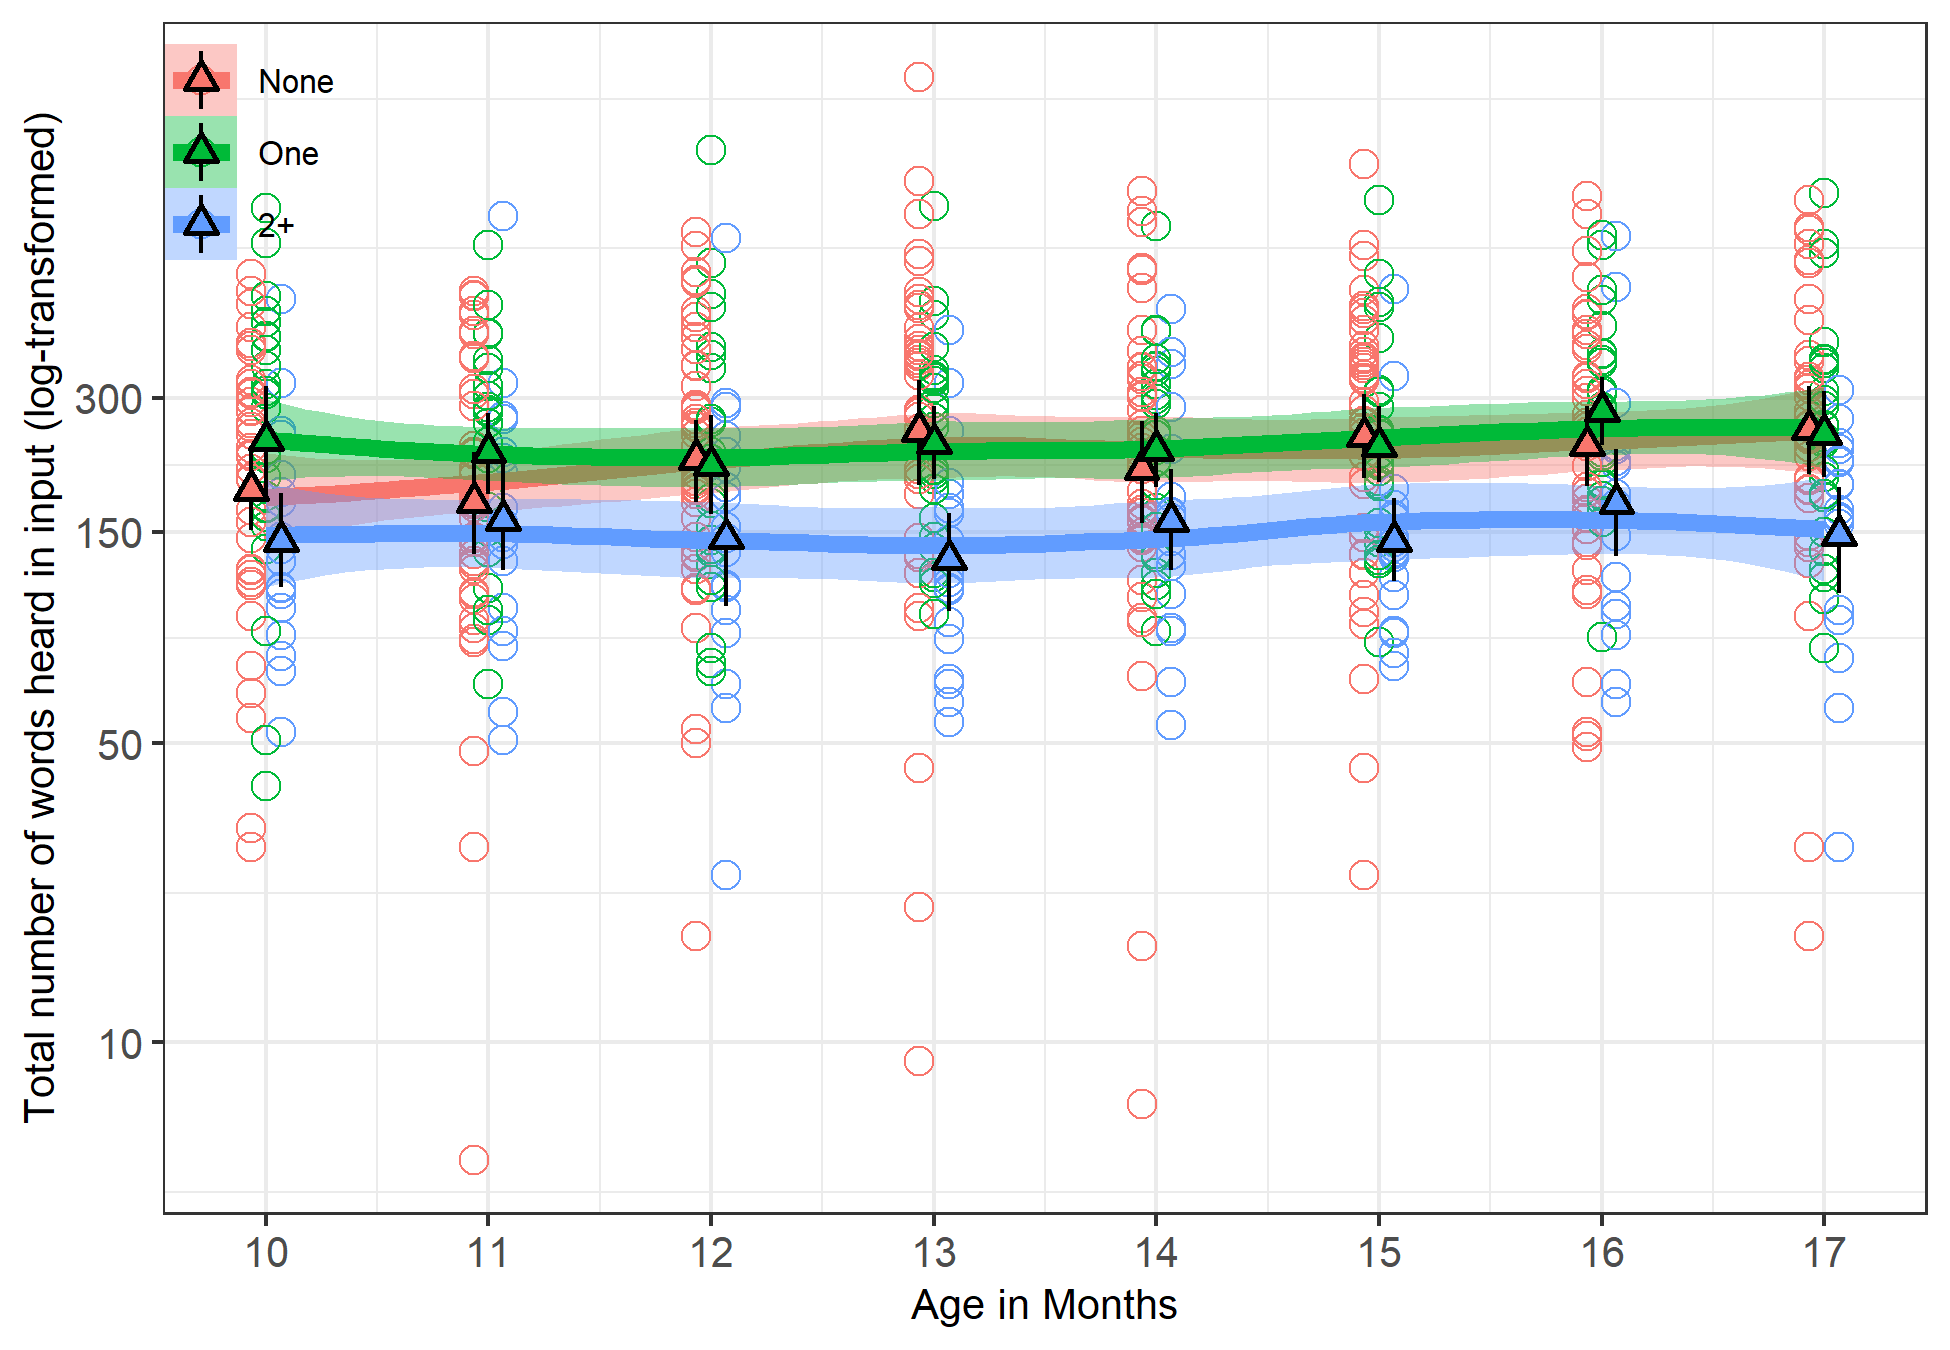 None
One
2+
300
150
50
10
Total number of words heard in input (log-transformed)
10 11 12 13 14 15 16 17
Age in Months